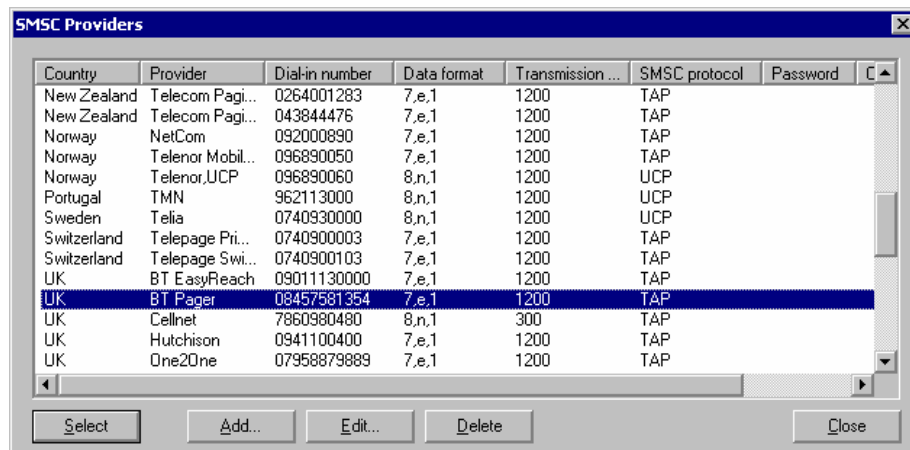 SMSC Providers
Country Provider Dial-in number Data format Transmission ... SMSC protocol Password
New Zealand Telecom Pagi... 0264001283 7,e,1 1200 TAP
New Zealand Telecom Pagi... 043844476 7,e,1 1200 TAP
Norway NetCom 092000890 7,e,1 1200 TAP
Norway Telenor Mobil... 096890050 7,e,1 1200 TAP
Norway Telenor,UCP 096890060 8,n,1 1200 UCP
Portugal TMN 962113000 8,n,1 1200 UCP
Sweden Telia 0740930000 8,n,1 1200 UCP
Switzerland Telepage Pri... 0740900003 7,e,1 1200 TAP
Switzerland Telepage Swi... 0740900103 7,e,1 1200 TAP
UK BT EasyReach 09011130000 7,e,1 1200 TAP
UK BT Pager 08457581354 7,e,1 1200 TAP
UK Cellnet 7860980480 8,n,1 300 TAP
UK Hutchison 0941100400 7,e,1 1200 TAP
UK One2One 07958879889 7,e,1 1200 TAP
Select Add... Edit... Delete Close